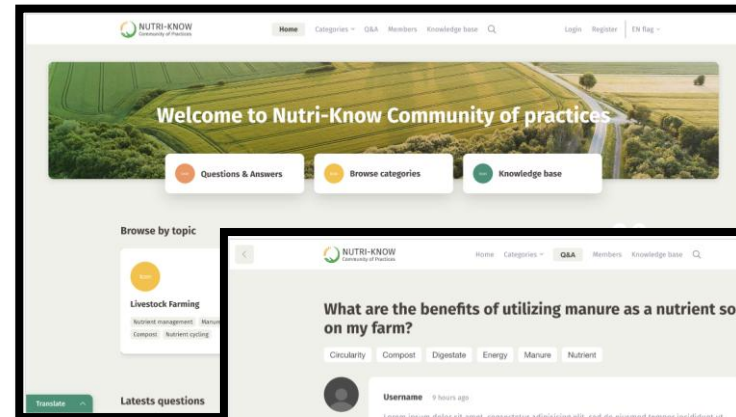 NUTRI-KNOW
Community of Practices
Home Categories Q&A Members Knowledge base
Login Register EN flag
Welcome to Nutri-Know Community of practices
Questions & Answers
Browse categories
Knowledge base
Browse by topic
Livestock Farming
Nutrient management
Compost Nutrient cycling
Translate
Latests questions
NUTRI-KNOW
Community of Practices
Home Categories Q&A Members Knowledge base
What are the benefits of utilizing manure as a nutrient so
on my farm?
Circularity Compost Digestate Energy Manure Nutrient
Username 9 hours ago